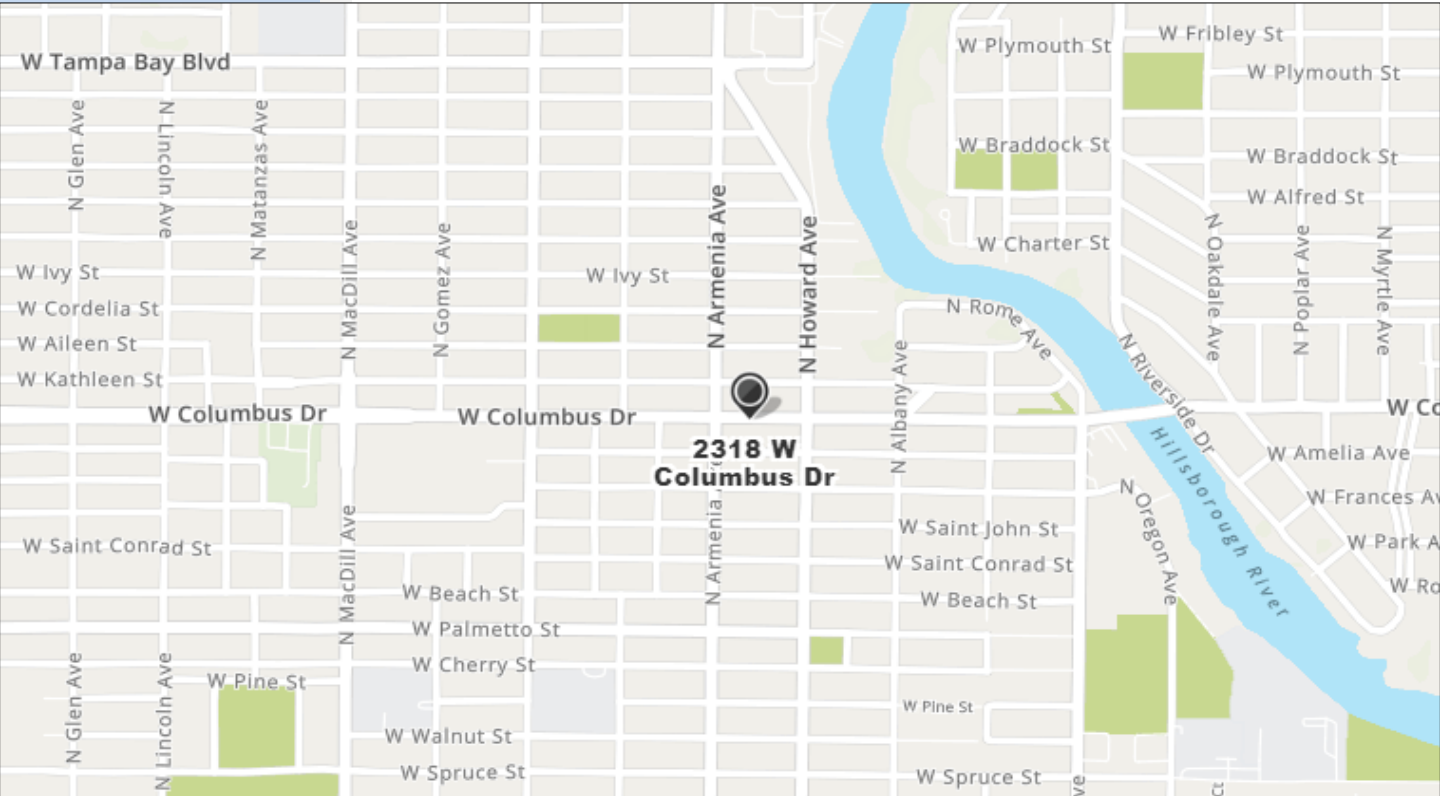 W Plymouth St
W Fribley St
W Tampa Bay Blvd
W Plymouth St
N Glen Ave
N Lincoln Ave
N Matanzas Ave
W Braddock St
W Braddock St
W Alfred St
N Armenia Ave
N Howard Ave
N MacDill Ave
N Gomez Ave
W Charter St
N Oakdale Ave
N Poplar Ave
N Myrtle Ave
W Ivy St
W Ivy St
W Cordelia St
N Rome Ave
W Aileen St
N Albany Ave
N Riverside Dr
W Kathleen St
W Columbus Dr
W Columbus Dr
W Co
2318 W
Columbus Dr
Hillsborough River
W Amelia Ave
N Armenia
N Oregon Ave
W Frances Av
N MacDill Ave
W Saint John St
W Saint Conrad St
W Park A
W Saint Conrad St
W Ro
W Beach St
W Beach St
W Palmetto St
N Glen Ave
N Lincoln Ave
W Cherry St
W Pine St
W Pine St
W Walnut St
W Spruce St
W Spruce St